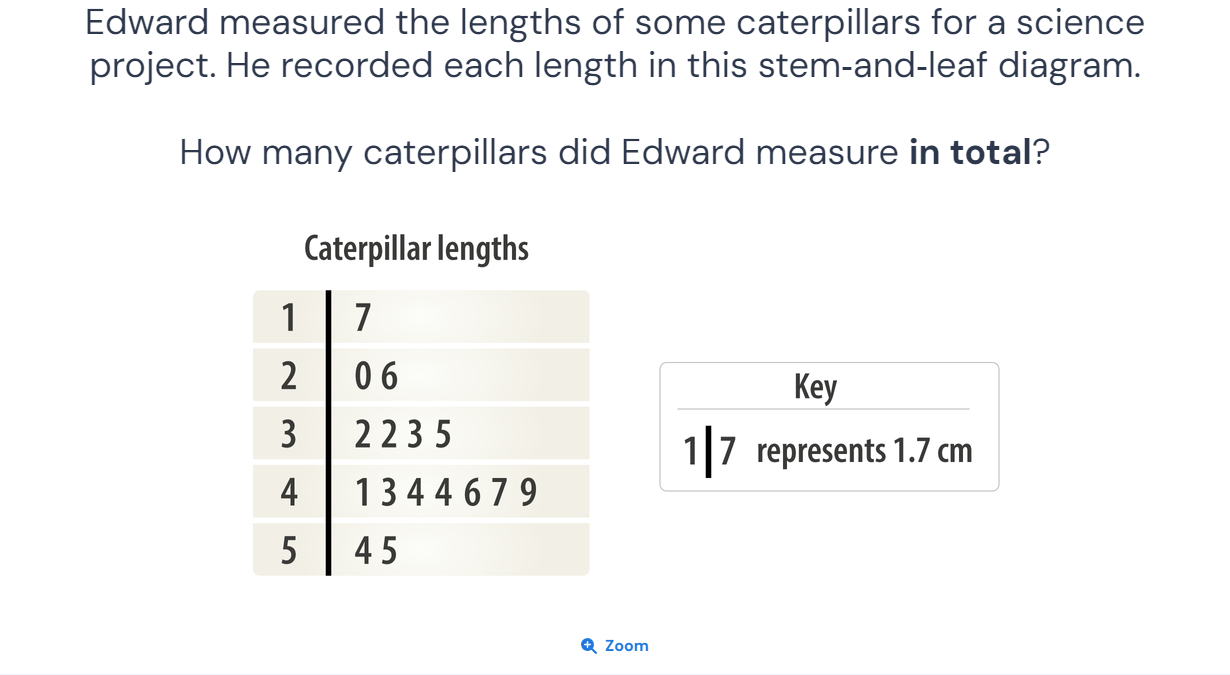 Edward measured the lengths of some caterpillars for a science
project. He recorded each length in this stem-and-leaf diagram.
How many caterpillars did Edward measure in total?
Caterpillar lengths
1 | 7
2 | 0 6
3 | 2 2 3 5
4 | 1 3 4 4 6 7 9
5 | 4 5
Key
1 | 7 represents 1.7 cm
Zoom